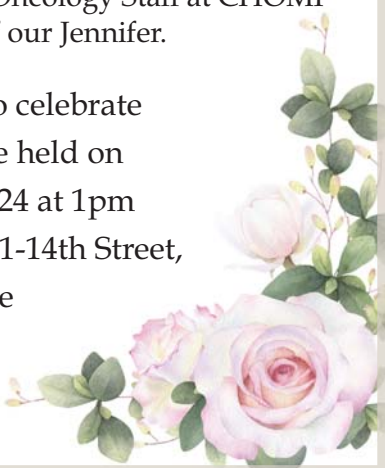 Oncology Staff at CHOMP
f our Jennifer.
o celebrate
e held on
24 at 1pm
1-14th Street,
e